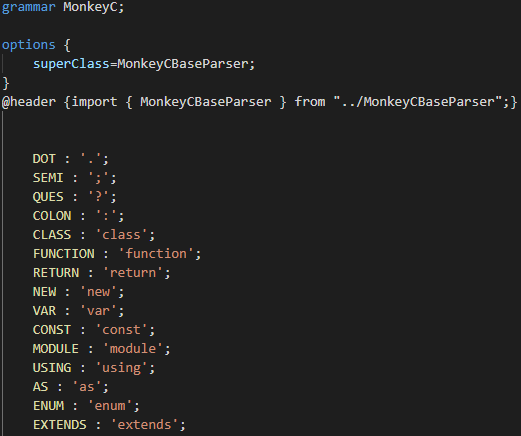 grammar MonkeyC;
options {
superClass=MonkeyCBaseParser;
}
@header {import { MonkeyCBaseParser } from "../MonkeyCBaseParser";}
DOT : '.';
SEMI : ';';
QUES : '?';
COLON : ':';
CLASS : 'class';
FUNCTION : 'function';
RETURN : 'return';
NEW : 'new';
VAR : 'var';
CONST : 'const';
MODULE : 'module';
USING : 'using';
AS : 'as';
ENUM : 'enum';
EXTENDS : 'extends';